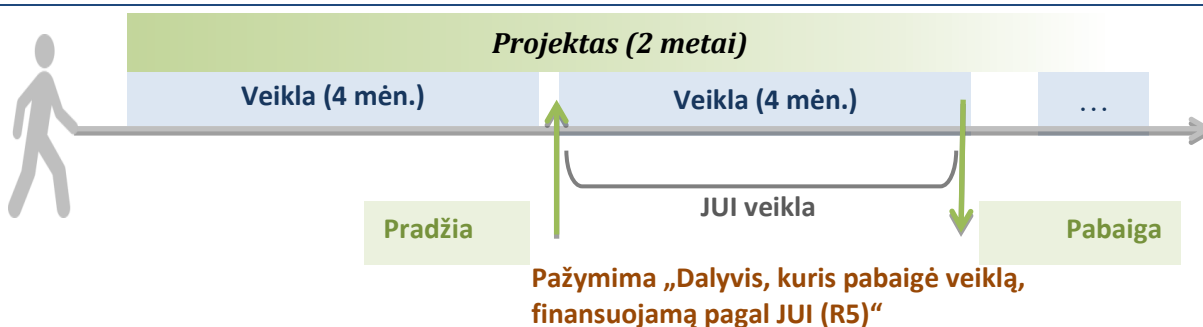 Projektas (2 metai)
Veikla (4 mėn.) Veikla (4 mėn.) ...
JUI veikla
Pradžia Pabaiga
Pažymima „Dalyvis, kuris pabaigė veiklą,
finansuojamą pagal JUI (R5)“